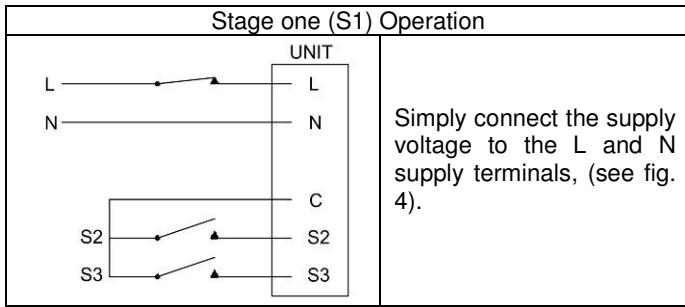 Stage one (S1) Operation
UNIT
L L
N N
C
S2 S2
S3 S3
Simply connect the supply
voltage to the L and N
supply terminals, (see fig.
4).